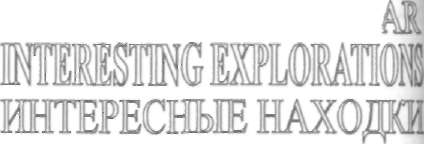 AR
INTERESTING EXPLORATIONS
ИНТЕРЕСНЫЕ НАХОДКИ